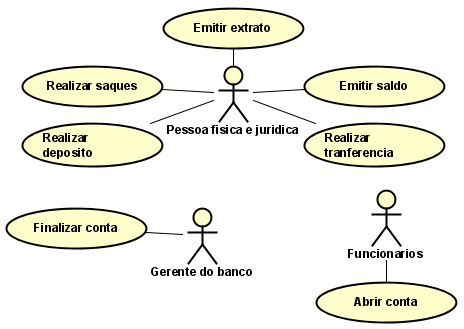 Emitir extrato
Realizar saques
Emitir saldo
Pessoa fisica e juridica
Realizar
deposito
Realizar
tranferencia
Finalizar conta
Gerente do banco
Funcionarios
Abrir conta